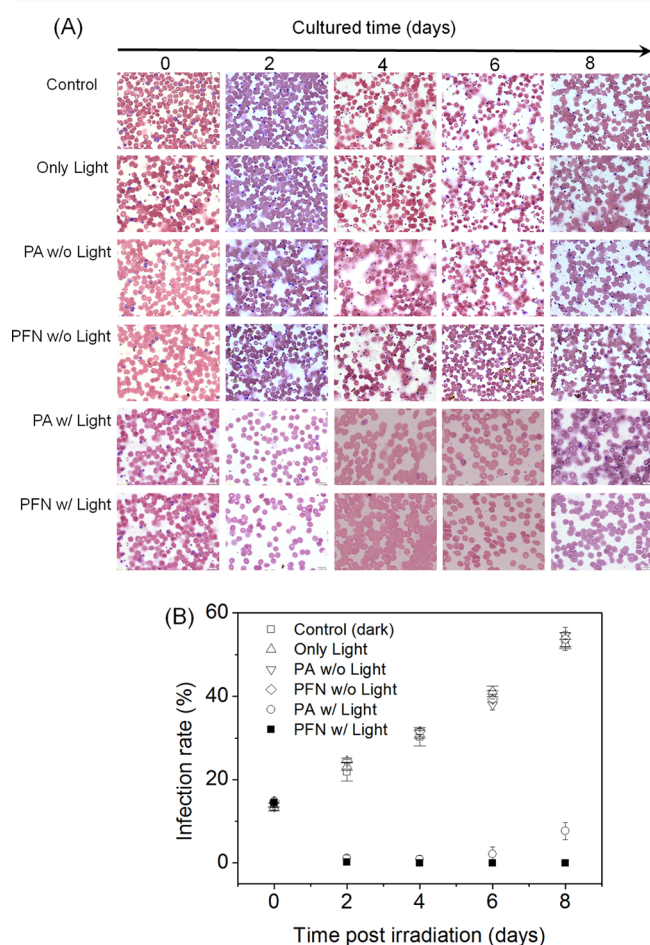 (A)
Cultured time (days)
0 2 4 6 8
Control
Only Light
PA w/o Light
PFN w/o Light
PA w/ Light
PFN w/ Light
(B)
60
40
20
0
Infection rate (%)
Control (dark)
Only Light
PA w/o Light
PFN w/o Light
PA w/ Light
PFN w/ Light
0 2 4 6 8
Time post irradiation (days)